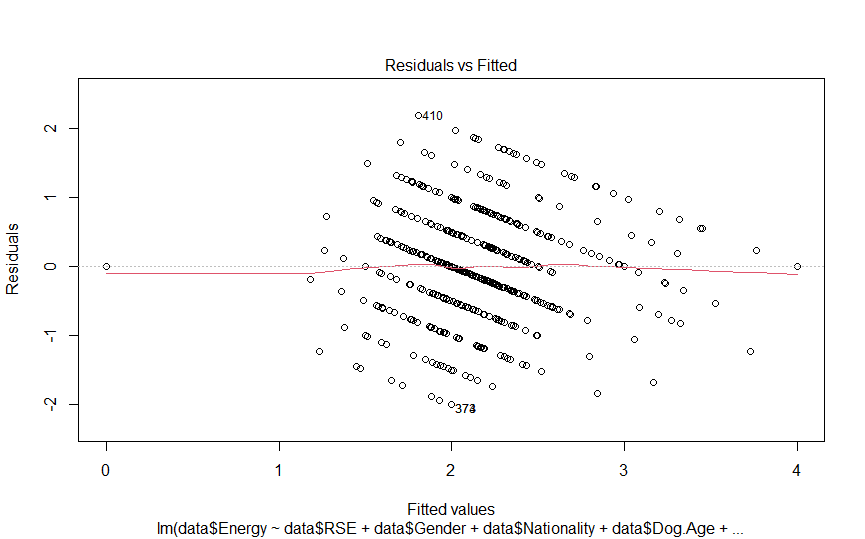 Residuals vs Fitted
Residuals
2
1
0
-1
-2
410
0
1
2
3
4
Fitted values
lm(data$Energy ~ data$RSE + data$Gender + data$Nationality + data$Dog.Age + ...